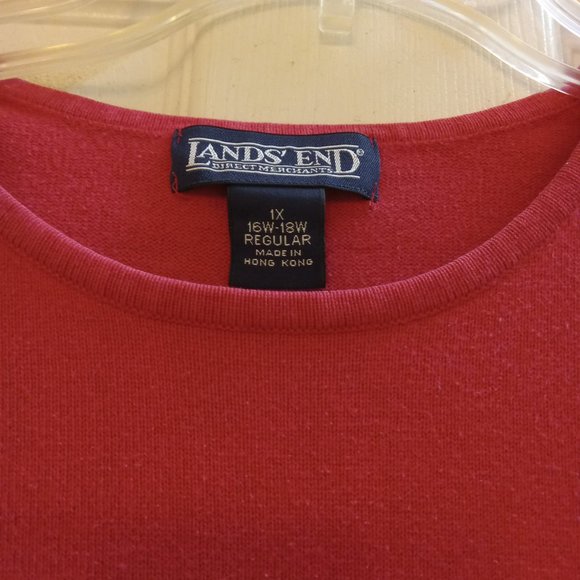 LANDS' END®
DIRECT MERCHANTS
1X
16W-18W
REGULAR
MADE IN
HONG KONG